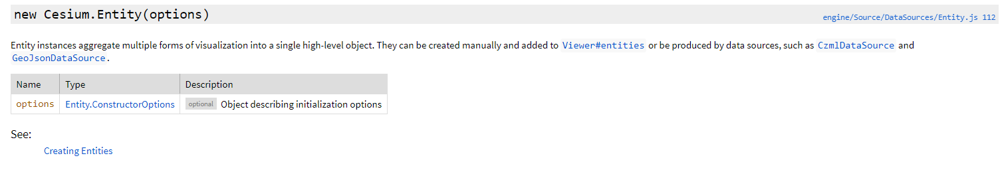 new Cesium.Entity(options)
engine/Source/DataSources/Entity.js 112
Entity instances aggregate multiple forms of visualization into a single high-level object. They can be created manually and added to Viewer#entities or be produced by data sources, such as CzmlDataSource and
GeoJsonDataSource.
Name Type Description
options Entity.ConstructorOptions optional Object describing initialization options
See:
Creating Entities